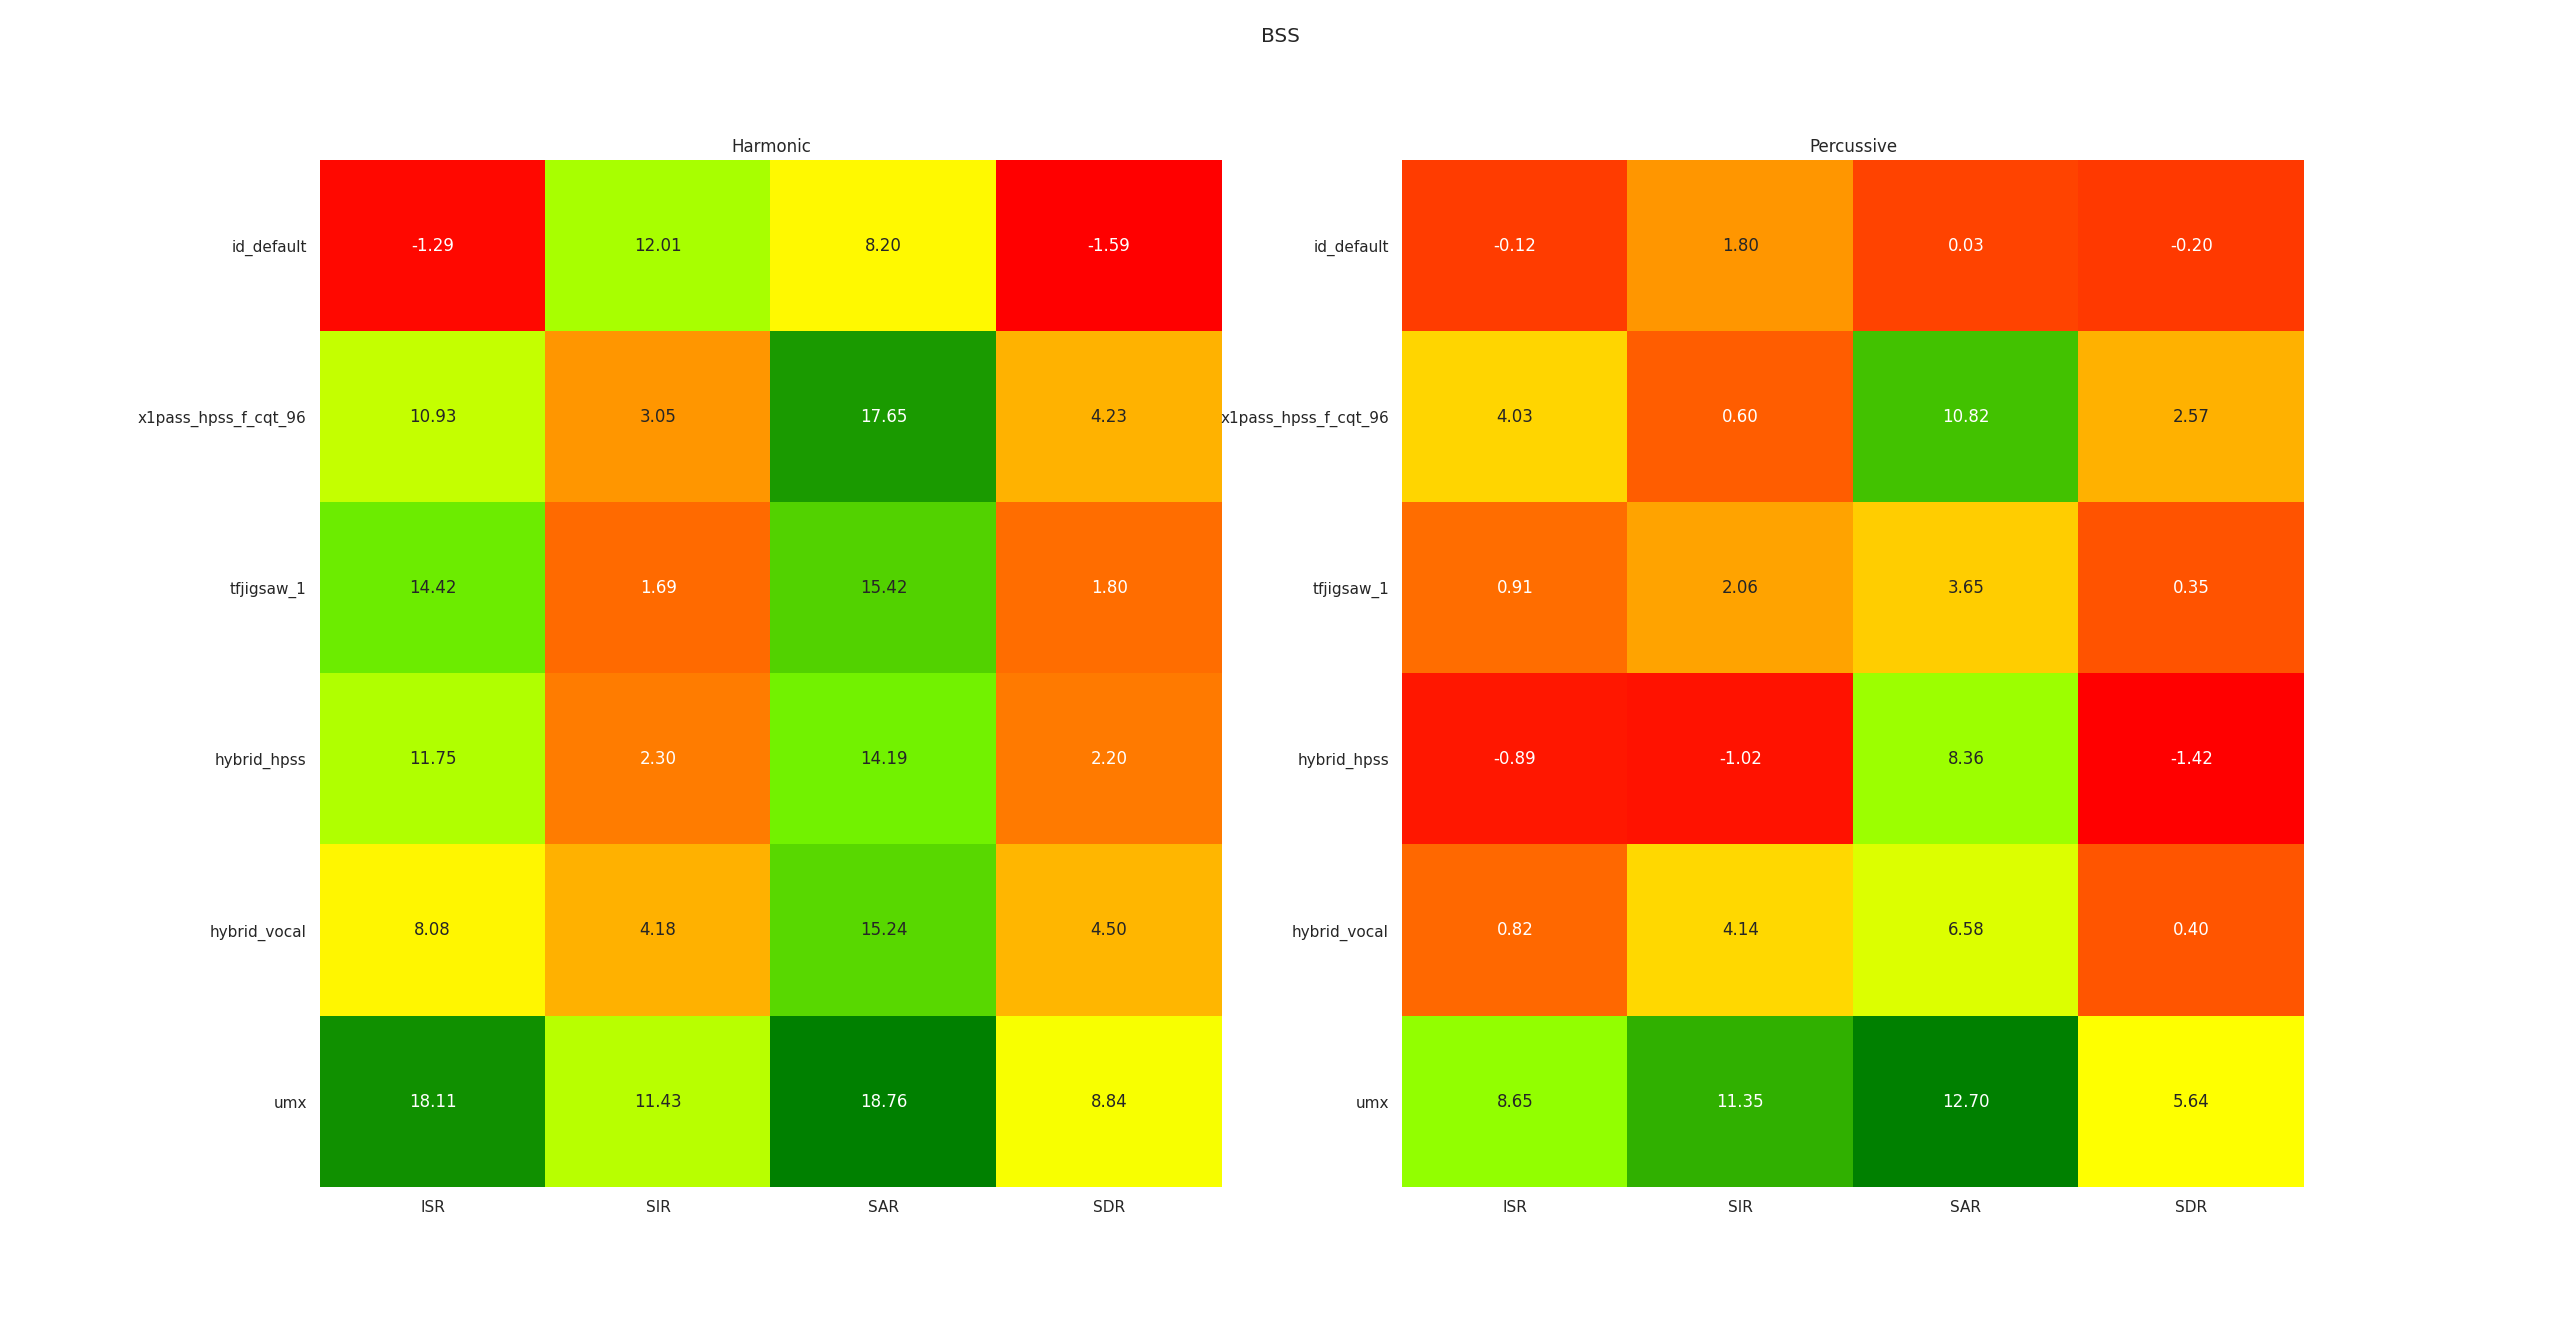 BSS
Harmonic
id_default -1.29 12.01 8.20 -1.59
x1pass_hpss_f_cqt_96 10.93 3.05 17.65 4.23
tfjigsaw_1 14.42 1.69 15.42 1.80
hybrid_hpss 11.75 2.30 14.19 2.20
hybrid_vocal 8.08 4.18 15.24 4.50
umx 18.11 11.43 18.76 8.84
ISR SIR SAR SDR
Percussive
id_default -0.12 1.80 0.03 -0.20
x1pass_hpss_f_cqt_96 4.03 0.60 10.82 2.57
tfjigsaw_1 0.91 2.06 3.65 0.35
hybrid_hpss -0.89 -1.02 8.36 -1.42
hybrid_vocal 0.82 4.14 6.58 0.40
umx 8.65 11.35 12.70 5.64
ISR SIR SAR SDR